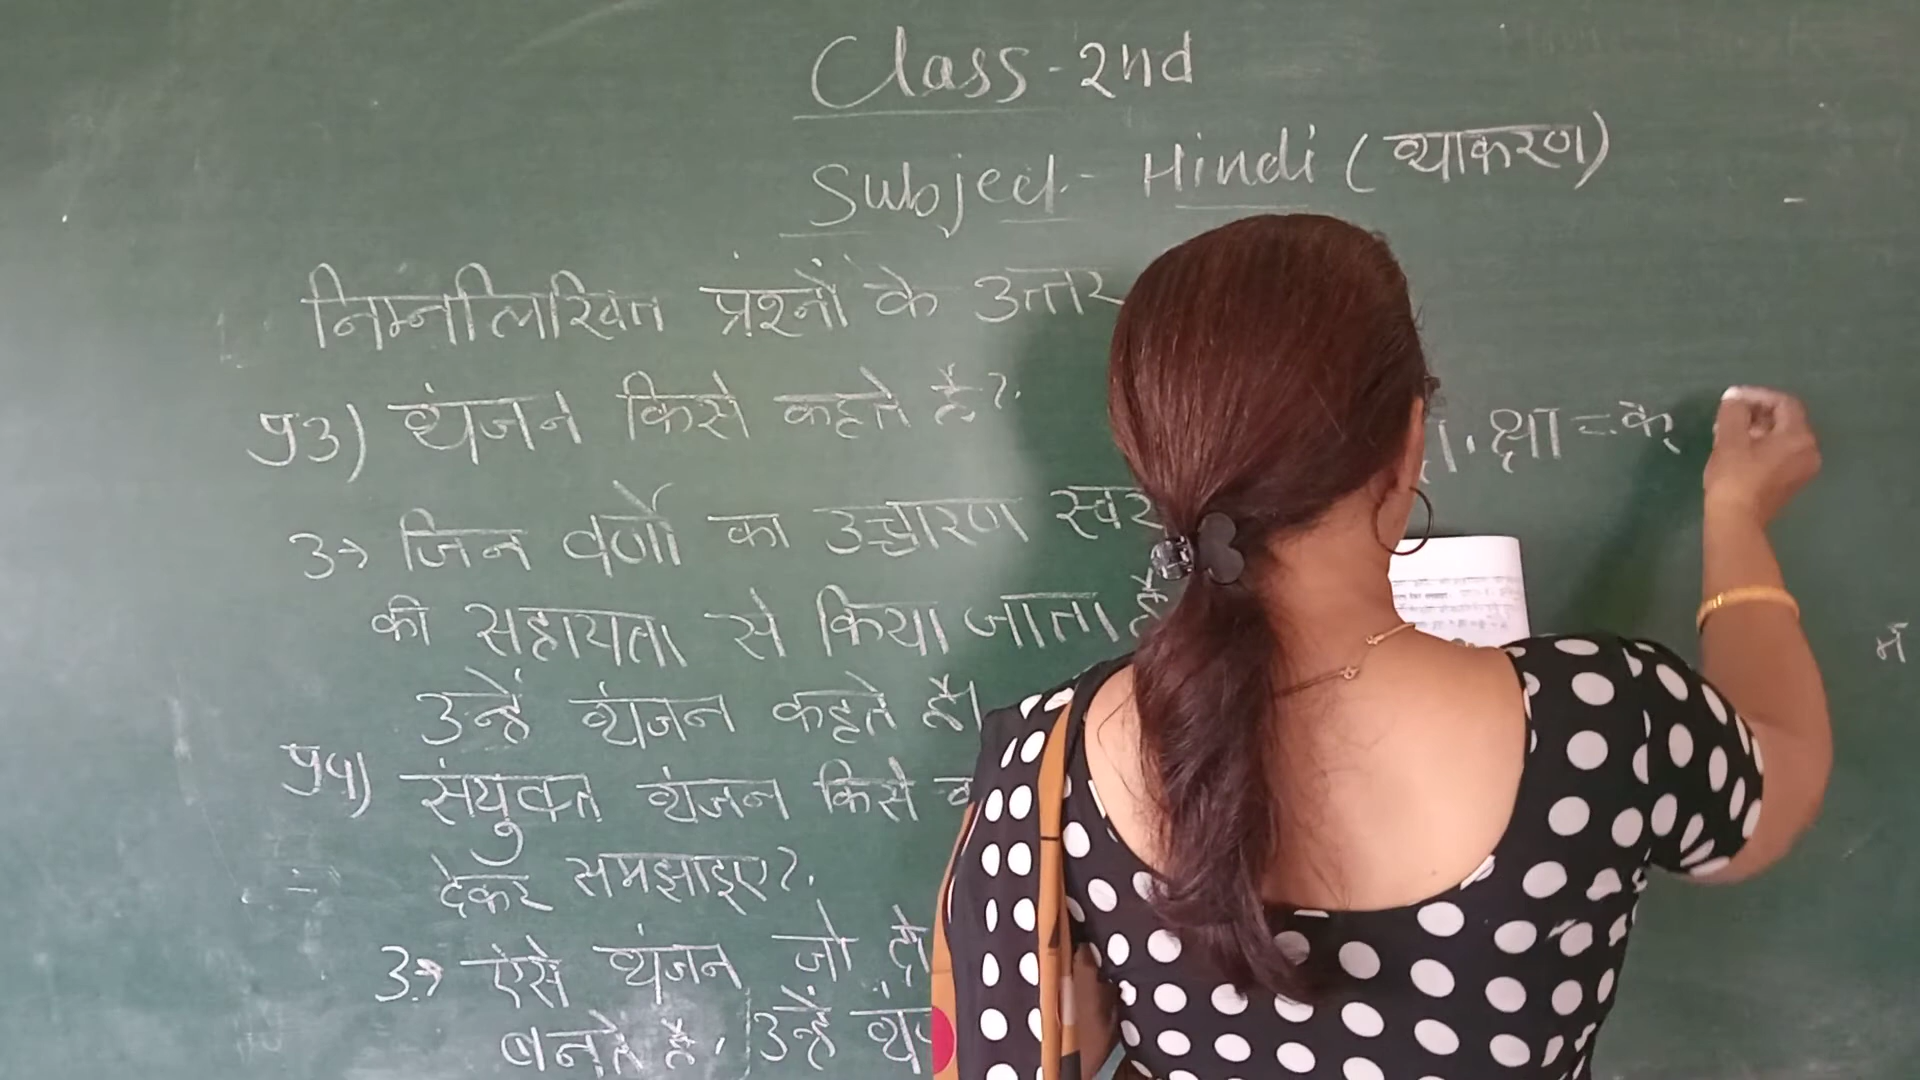 Class-2nd
Subject- Hindi (व्याकरण)
निम्नलिखित प्रश्नों के उत्तर
प्र3) व्यंजन किसे कहते है?
क्षा = क्
उ→ जिन वर्णो का उच्चारण स्वर
की सहायता से किया जाता है
उन्हें व्यंजन कहते है।
प्र4) संयुक्त व्यंजन किसे
देकर समझाइए?
उ→ ऐसे व्यंजन जो दो
बनते है, उन्हें